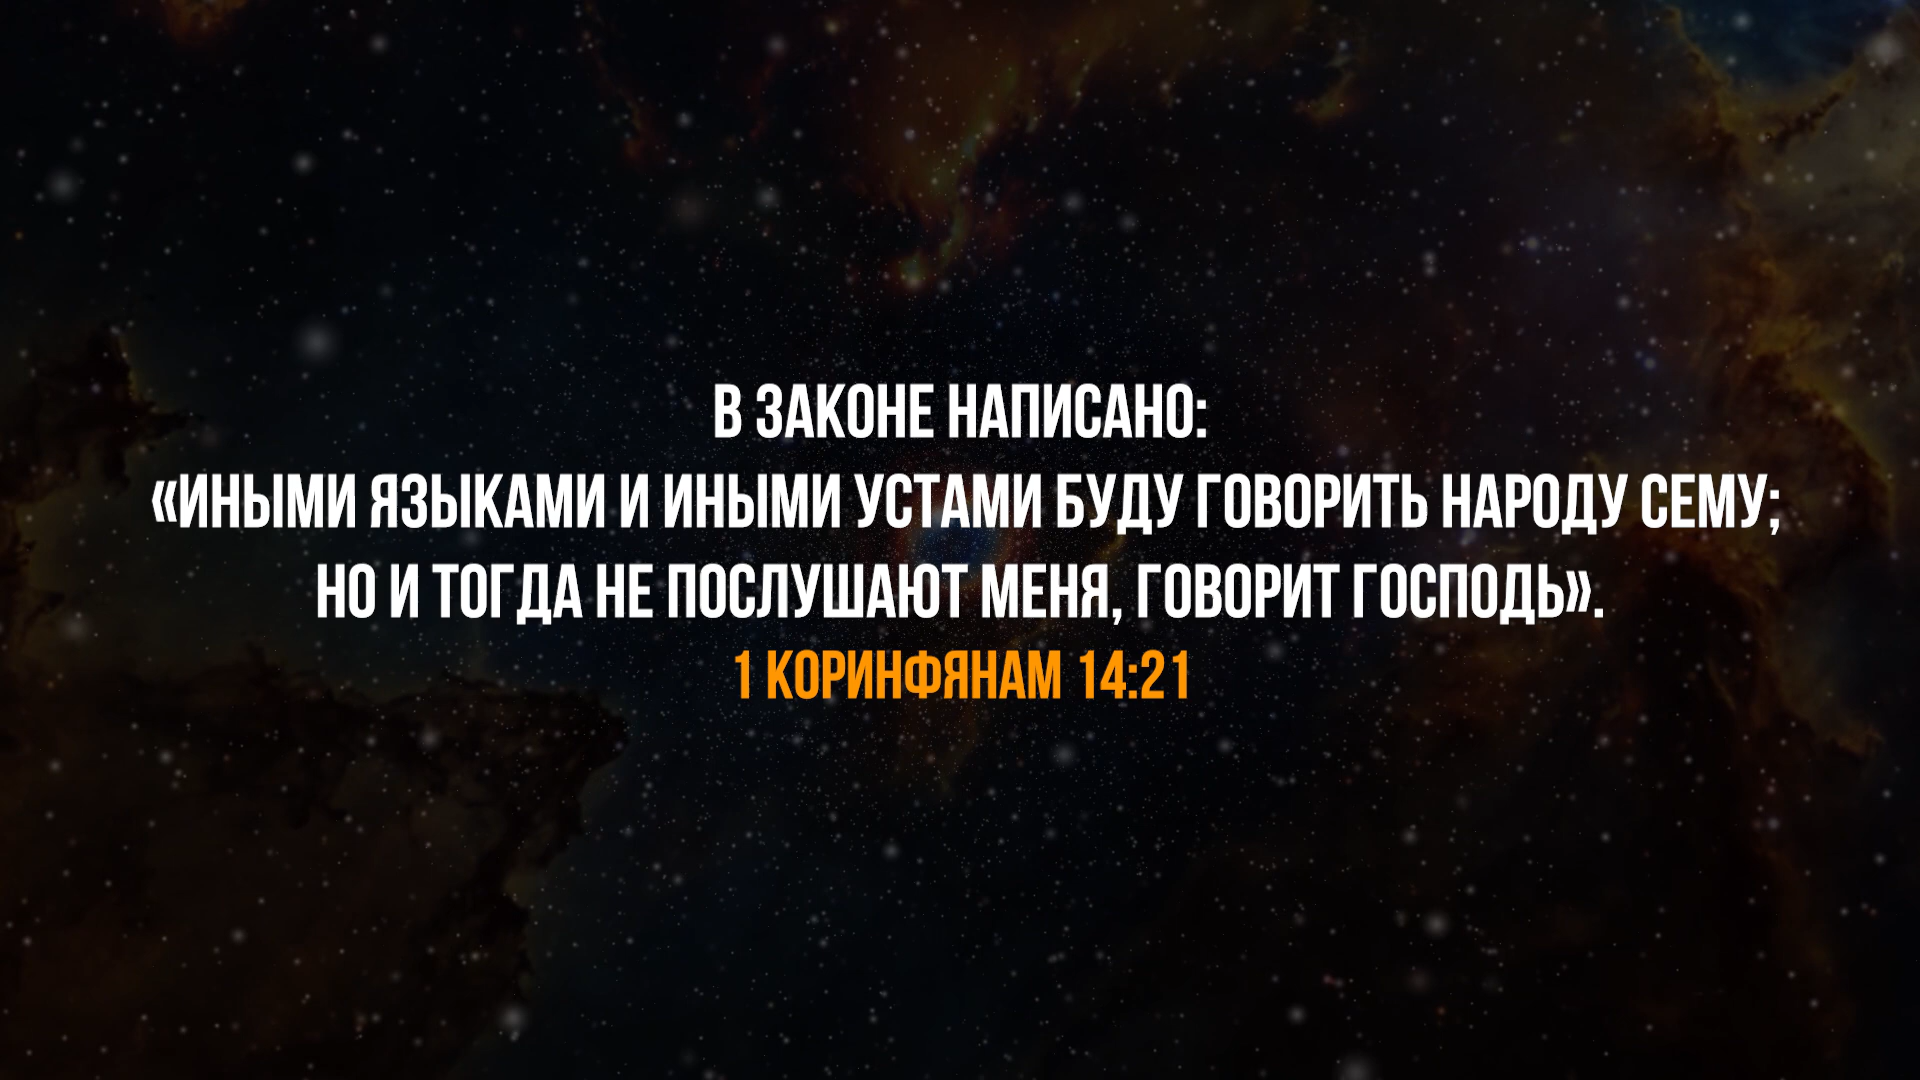 В ЗАКОНЕ НАПИСАНО:
«ИНЫМИ ЯЗЫКАМИ И ИНЫМИ УСТАМИ БУДУ ГОВОРИТЬ НАРОДУ СЕМУ;
НО И ТОГДА НЕ ПОСЛУШАЮТ МЕНЯ, ГОВОРИТ ГОСПОДЬ».
1 КОРИНФЯНАМ 14:21